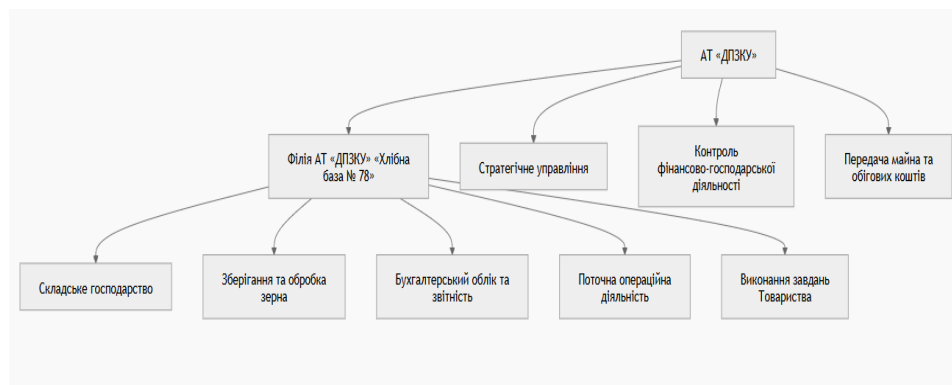 АТ «ДПЗКУ»
Філія АТ «ДПЗКУ» «Хлібна
база № 78»
Стратегічне управління
Контроль
фінансово-господарської
діяльності
Передача майна та
обігових коштів
Складське господарство
Зберігання та обробка
зерна
Бухгалтерський облік та
звітність
Поточна операційна
діяльність
Виконання завдань
Товариства